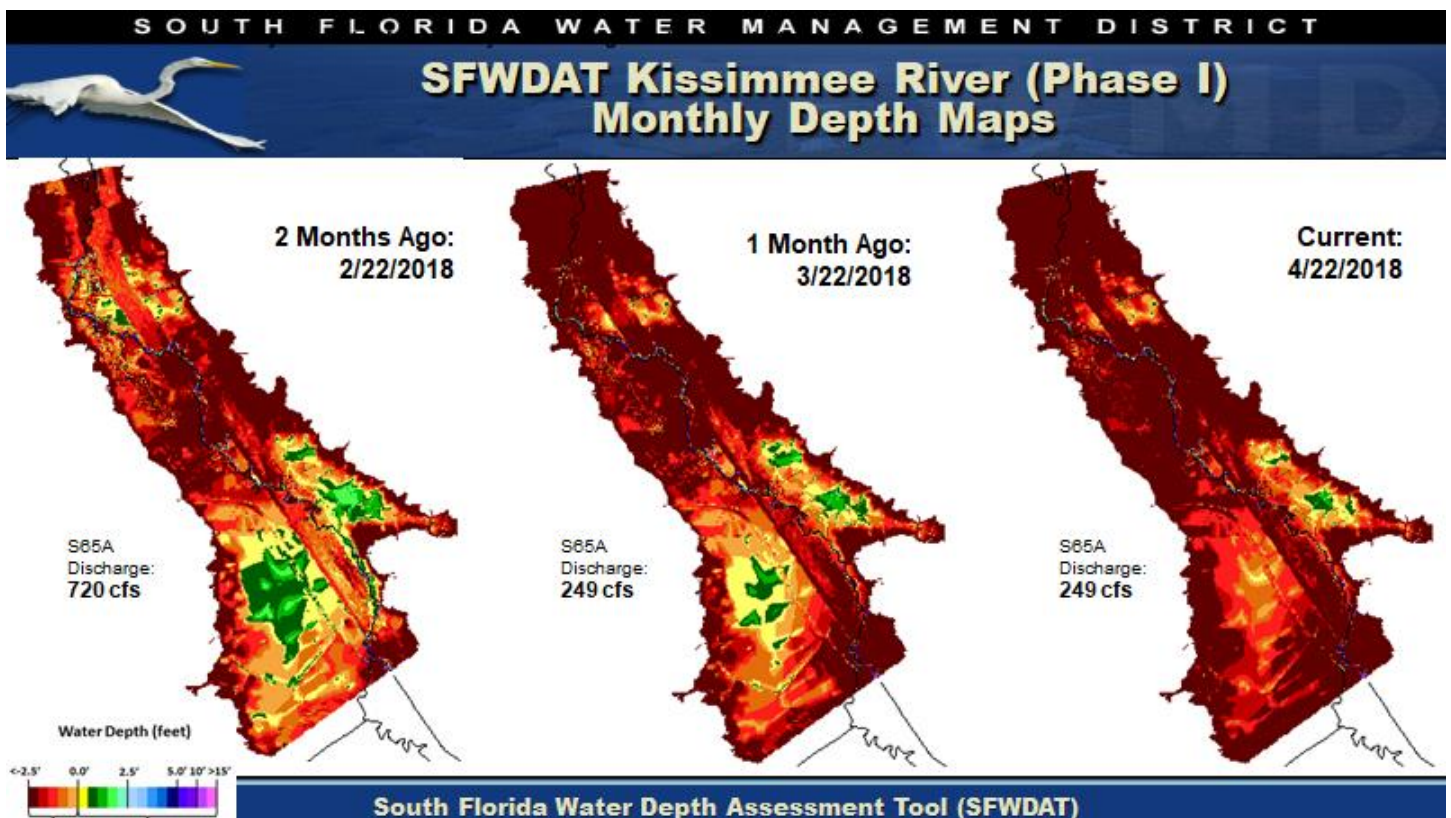 SOUTH FLORIDA WATER MANAGEMENT DISTRICT
SFWDAT Kissimmee River (Phase I)
Monthly Depth Maps
2 Months Ago:
2/22/2018
1 Month Ago:
3/22/2018
Current:
4/22/2018
S65A
Discharge:
720 cfs
S65A
Discharge:
249 cfs
S65A
Discharge:
249 cfs
Water Depth (feet)
<-2.5' 0.0' 2.5' 5.0' 10' >15'
South Florida Water Depth Assessment Tool (SFWDAT)